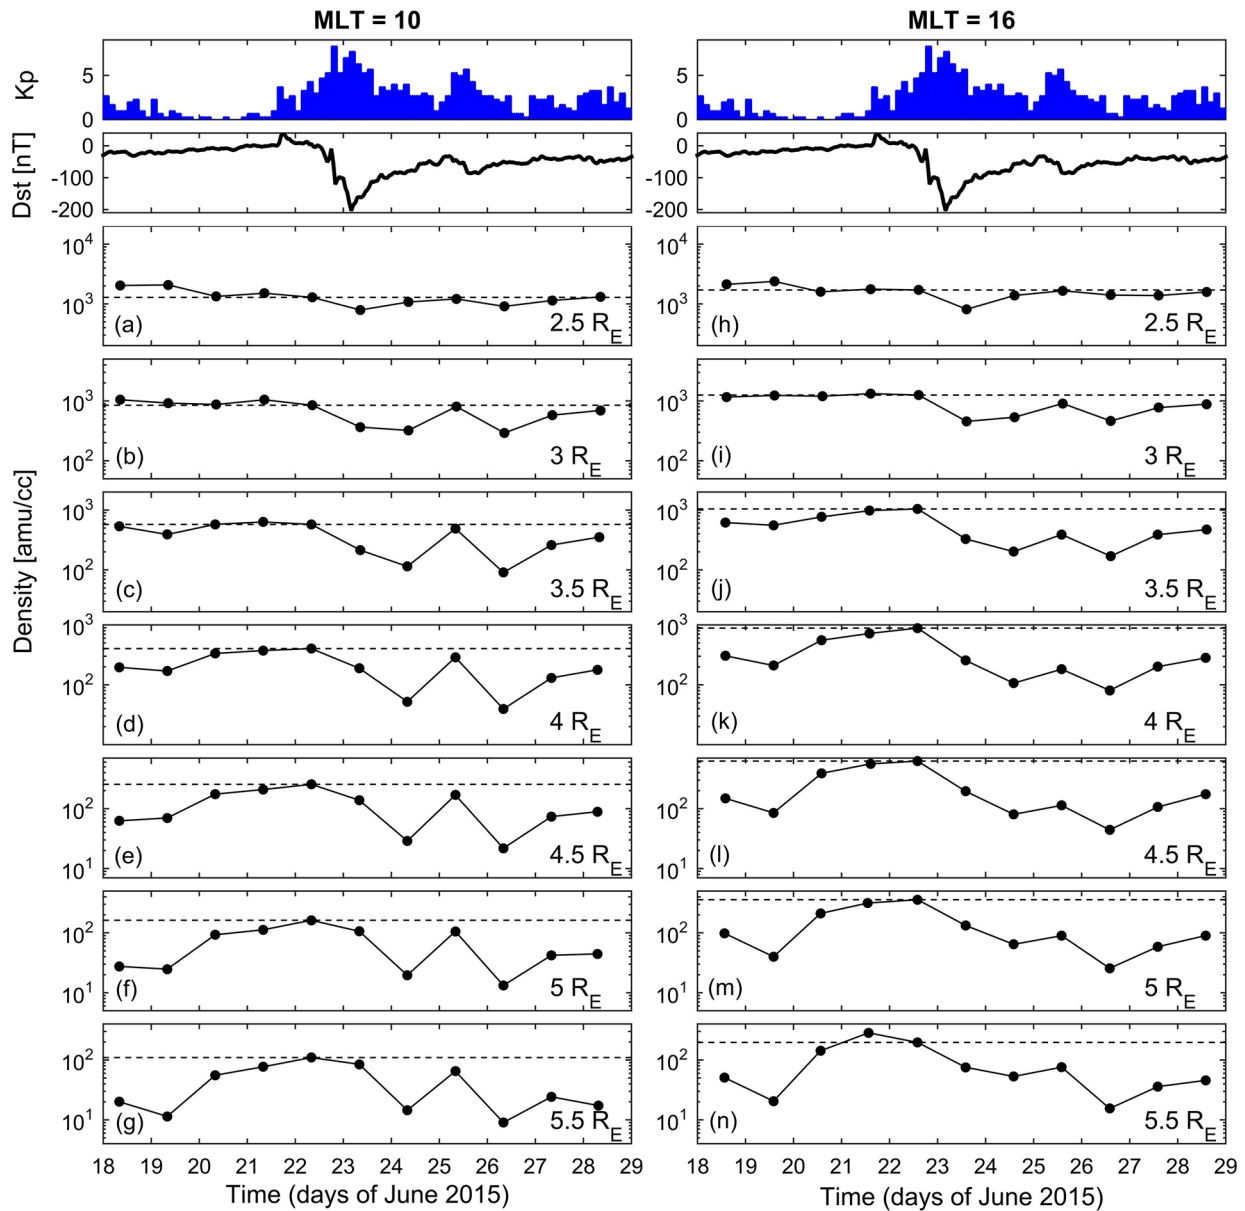 MLT = 10
MLT = 16
Kp
5
0
5
0
Dst [nT]
0
-100
-200
0
-100
-200
Density [amu/cc]
10^4
10^3
(a)
2.5 R_E
10^4
10^3
(h)
2.5 R_E
10^3
10^2
(b)
3 R_E
10^3
10^2
(i)
3 R_E
10^3
10^2
(c)
3.5 R_E
10^3
10^2
(j)
3.5 R_E
10^3
10^2
(d)
4 R_E
10^3
10^2
(k)
4 R_E
10^2
10^1
(e)
4.5 R_E
10^2
10^1
(l)
4.5 R_E
10^2
10^1
(f)
5 R_E
10^2
10^1
(m)
5 R_E
10^2
10^1
(g)
5.5 R_E
10^2
10^1
(n)
5.5 R_E
18 19 20 21 22 23 24 25 26 27 28 29
18 19 20 21 22 23 24 25 26 27 28 29
Time (days of June 2015)
Time (days of June 2015)